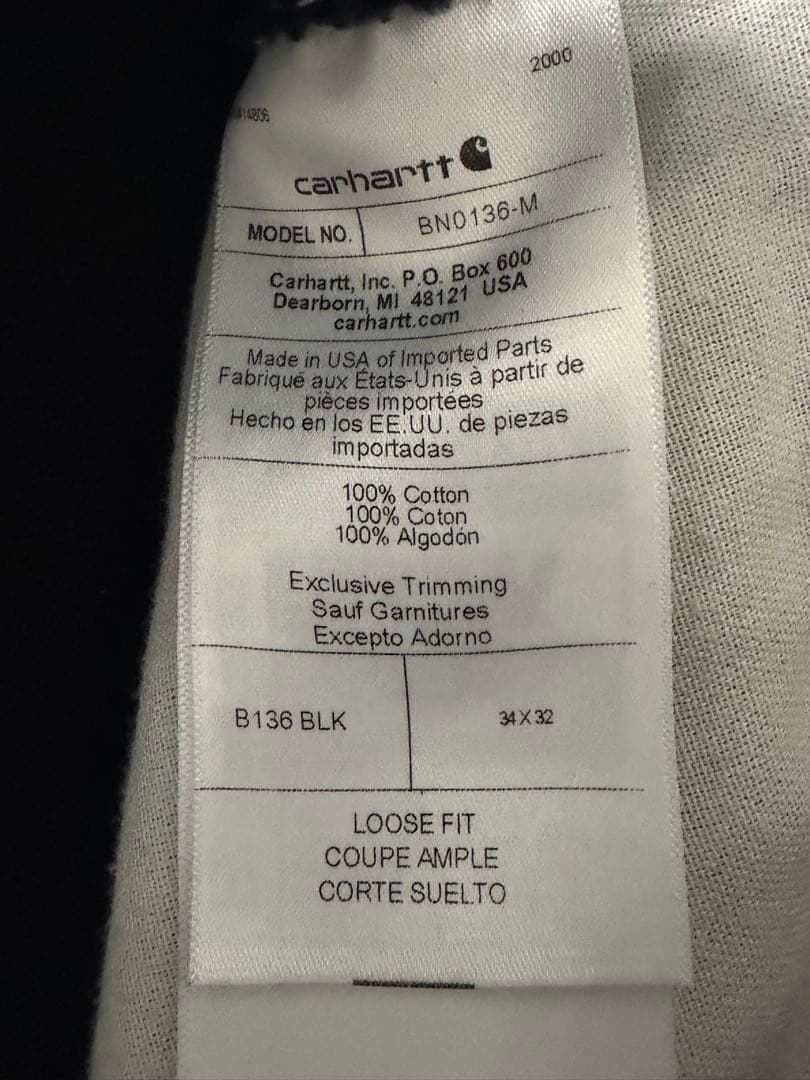 2000
carhartt
MODEL NO. BN0136-M
Carhartt, Inc. P.O. Box 600
Dearborn, MI 48121 USA
carhartt.com
Made in USA of Imported Parts
Fabriqué aux États-Unis à partir de
pièces importées
Hecho en los EE.UU. de piezas
importadas
100% Cotton
100% Coton
100% Algodón
Exclusive Trimming
Sauf Garnitures
Excepto Adorno
B136 BLK 34X32
LOOSE FIT
COUPE AMPLE
CORTE SUELTO